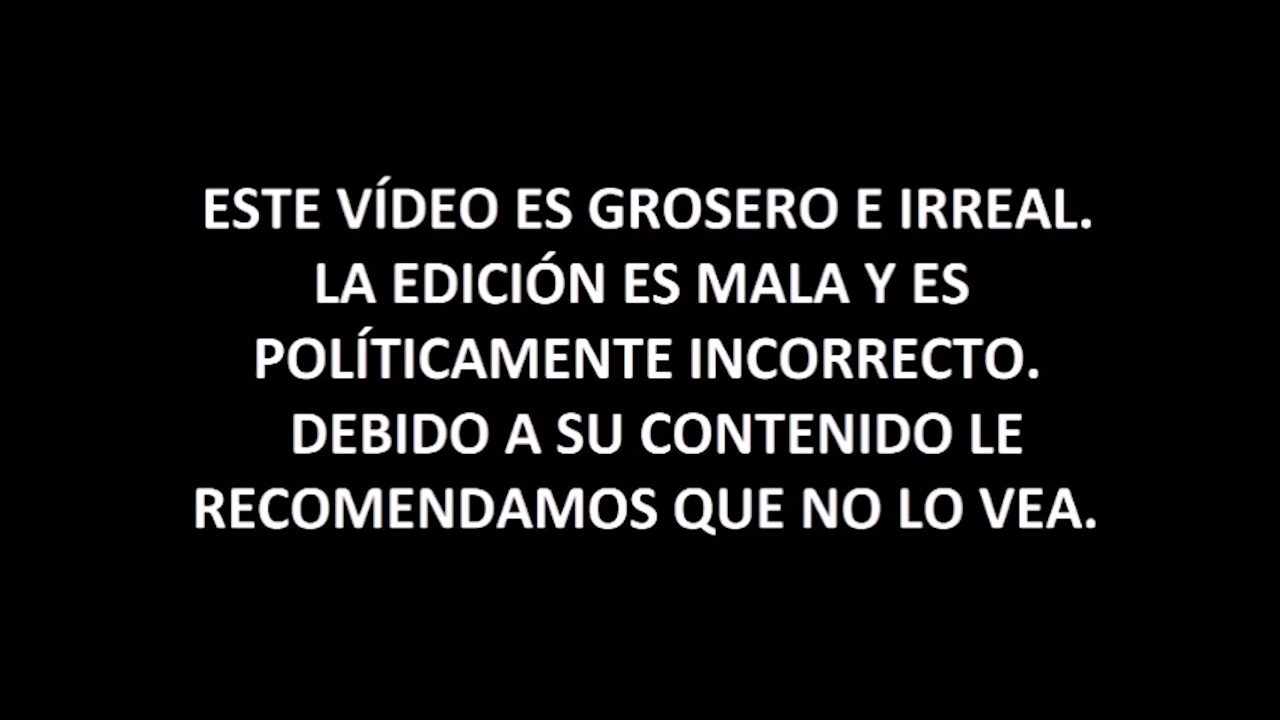 ESTE VÍDEO ES GROSERO E IRREAL.
LA EDICIÓN ES MALA Y ES
POLÍTICAMENTE INCORRECTO.
DEBIDO A SU CONTENIDO LE
RECOMENDAMOS QUE NO LO VEA.